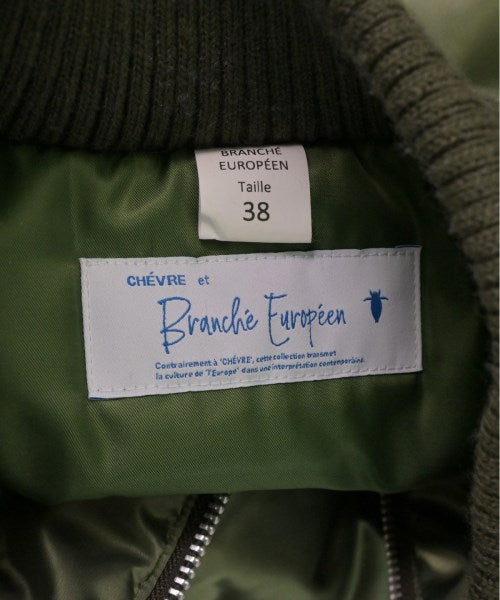 BRANCHÉ
EUROPÉEN
Taille
38
CHÉVRE et
Branché Européen
Contrairement à 'CHÉVRE', cette collection transmet
la culture de 'l'Europe' dans une interprétation contemporaine.